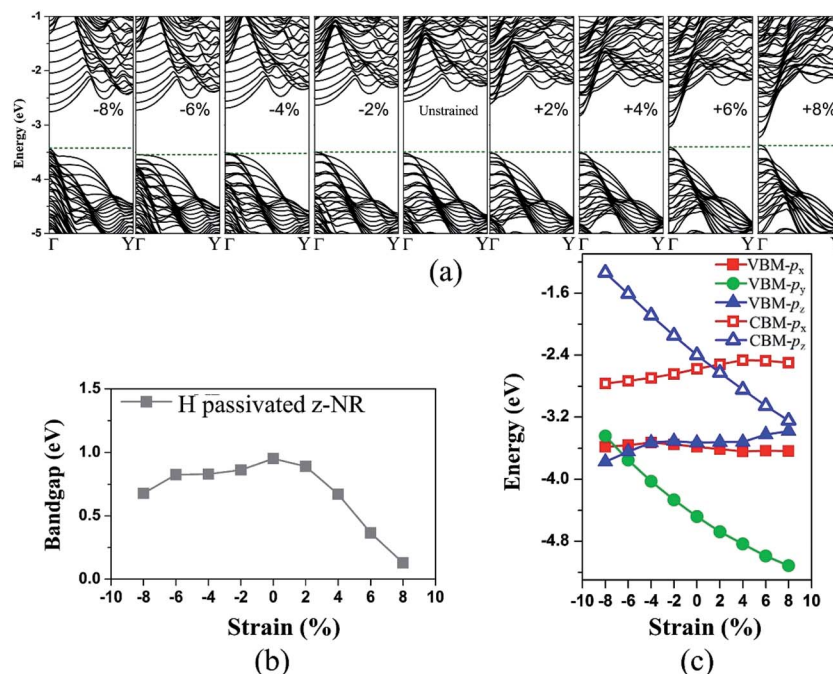 -1
-2
-3
-4
-5
Energy (eV)
-8%
-6%
-4%
-2%
Unstrained
+2%
+4%
+6%
+8%
Γ YΓ YΓ YΓ YΓ YΓ YΓ YΓ YΓ Y
(a)
1.5
1.0
0.5
0.0
Bandgap (eV)
H passivated z-NR
-10 -8 -6 -4 -2 0 2 4 6 8 10
Strain (%)
(b)
-1.6
-2.4
-3.2
-4.0
-4.8
Energy (eV)
VBM-px
VBM-py
VBM-pz
CBM-px
CBM-pz
-10 -8 -6 -4 -2 0 2 4 6 8 10
Strain (%)
(c)